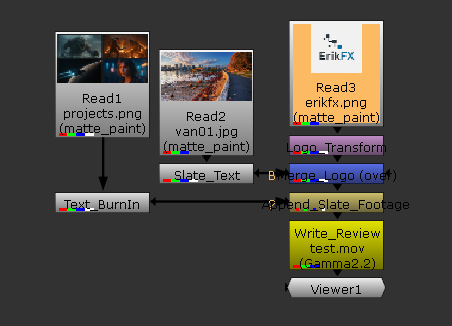 ErikFX
Read1
projects.png
(matte_paint)
Read2
van01.jpg
(matte_paint)
Read3
erikfx.png
(matte_paint)
Logo_Transform
Slate_Text
B
Merge_Logo (over)
Text_BurnIn
Append_Slate_Footage
Write_Review
test.mov
(Gamma2.2)
Viewer1